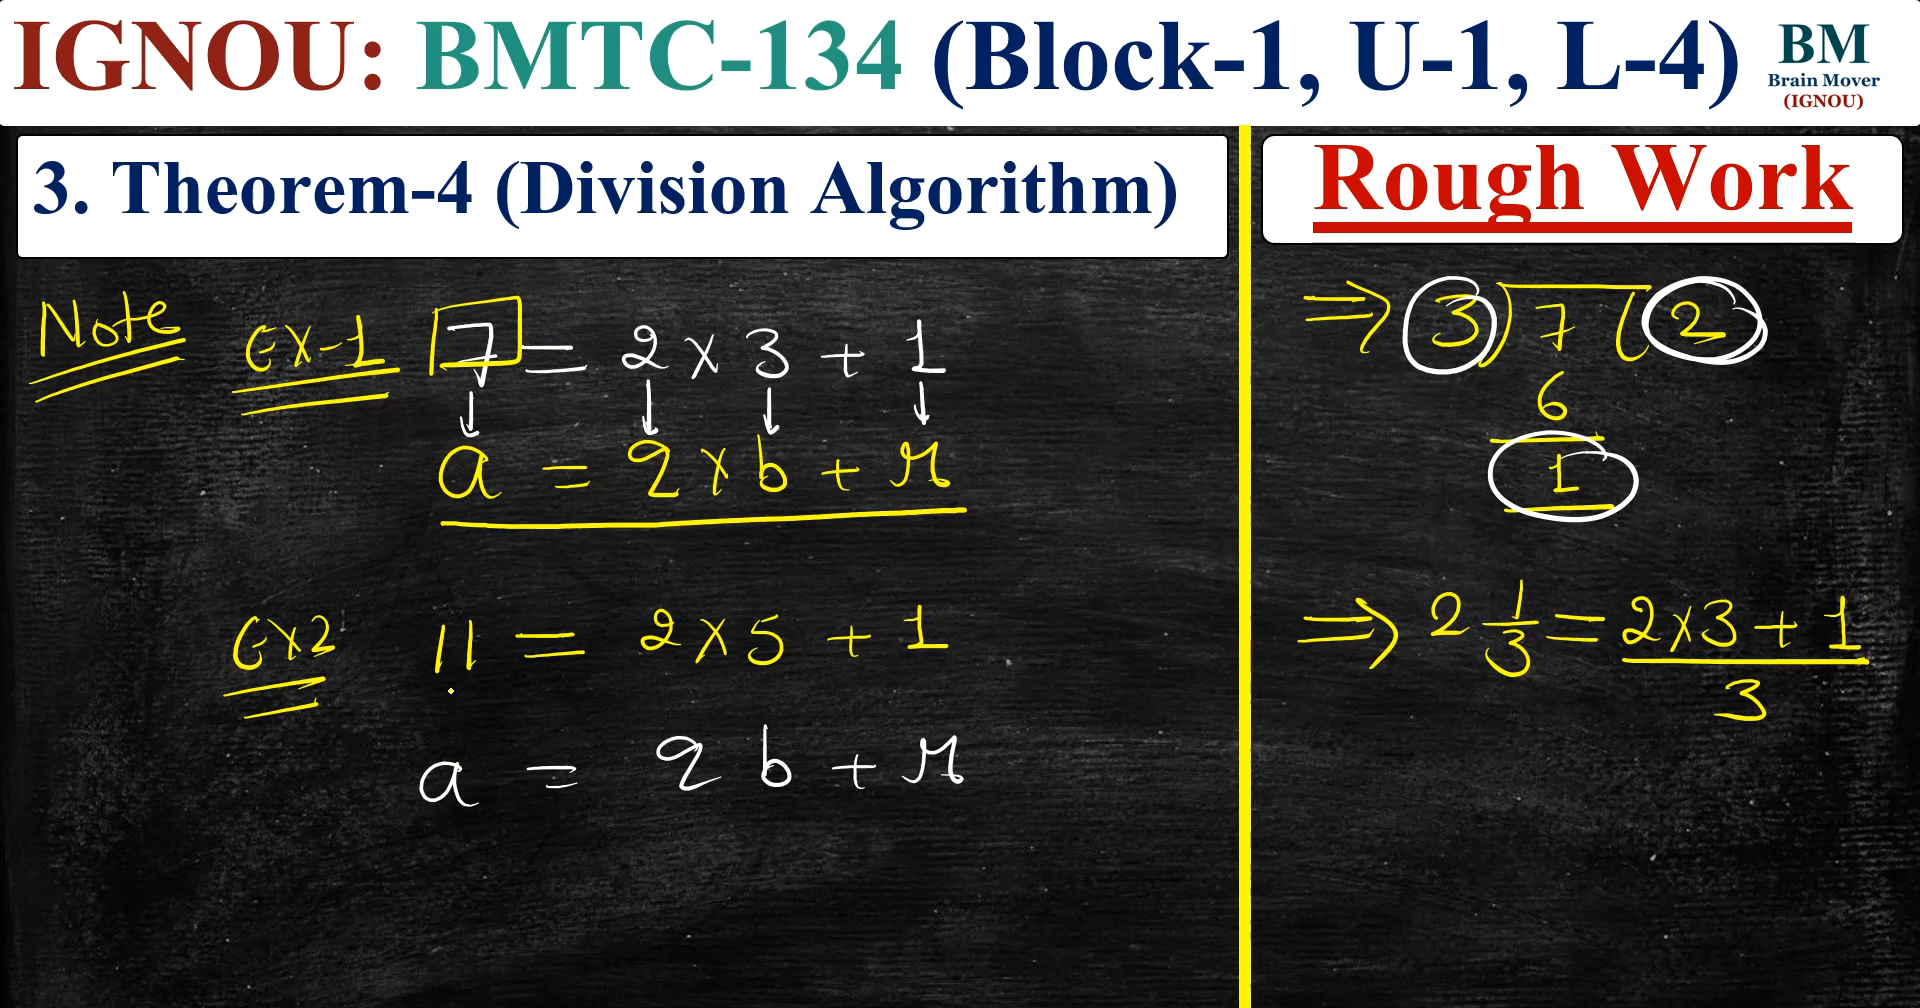 IGNOU: BMTC-134 (Block-1, U-1, L-4)
BM
Brain Mover
(IGNOU)
3. Theorem-4 (Division Algorithm)
Note
Ex-1 7 = 2 × 3 + 1
a = q × b + r
Ex2 11 = 2 × 5 + 1
a = q b + r
Rough Work
⇒ 3) 7 (2
6
1
⇒ 2 1/3 = 2×3 + 1
3